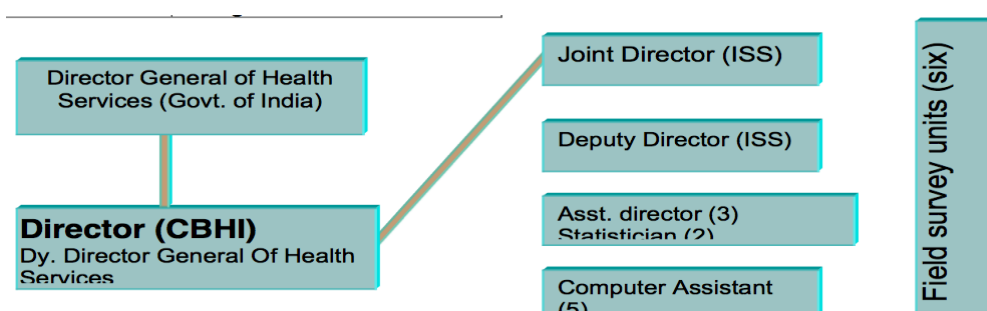 Director General of Health
Services (Govt. of India)
Director (CBHI)
Dy. Director General Of Health
Services
Joint Director (ISS)
Deputy Director (ISS)
Asst. director (3)
Statistician (2)
Computer Assistant
(5)
Field survey units (six)